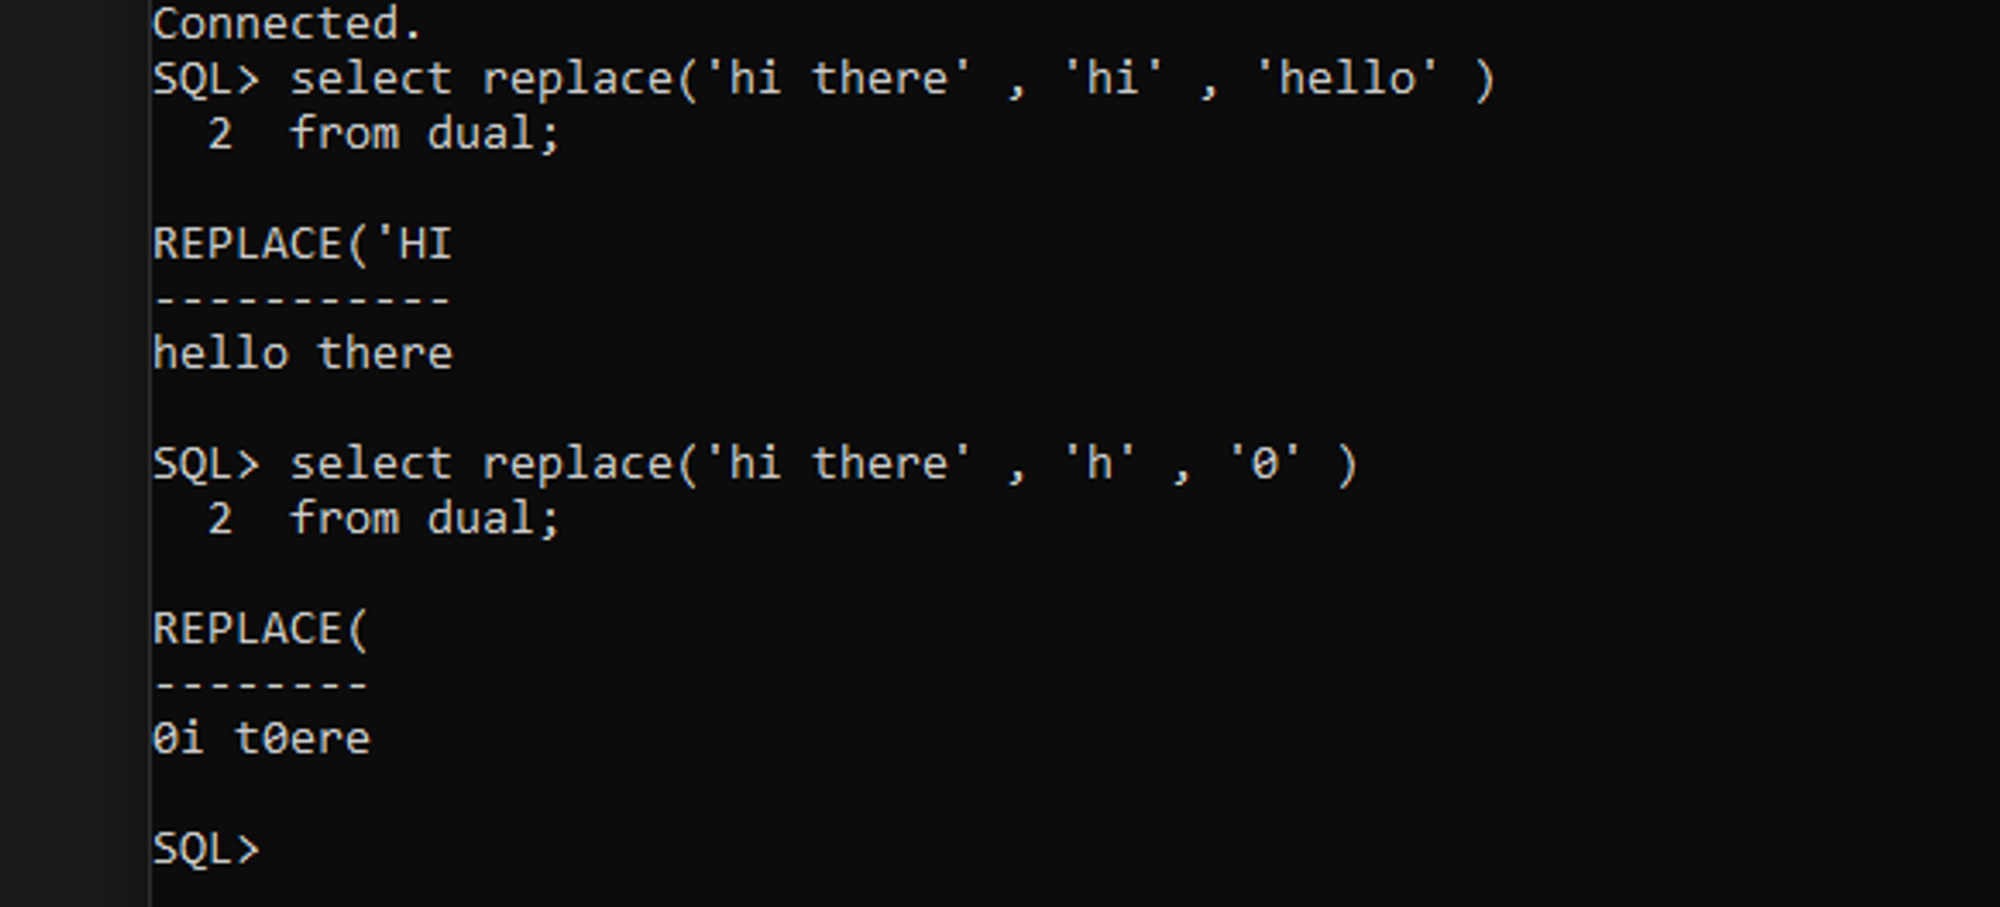 Connected.
SQL> select replace('hi there' , 'hi' , 'hello' )
  2  from dual;
REPLACE('HI
-----------
hello there
SQL> select replace('hi there' , 'h' , '0' )
  2  from dual;
REPLACE(
--------
0i t0ere
SQL>